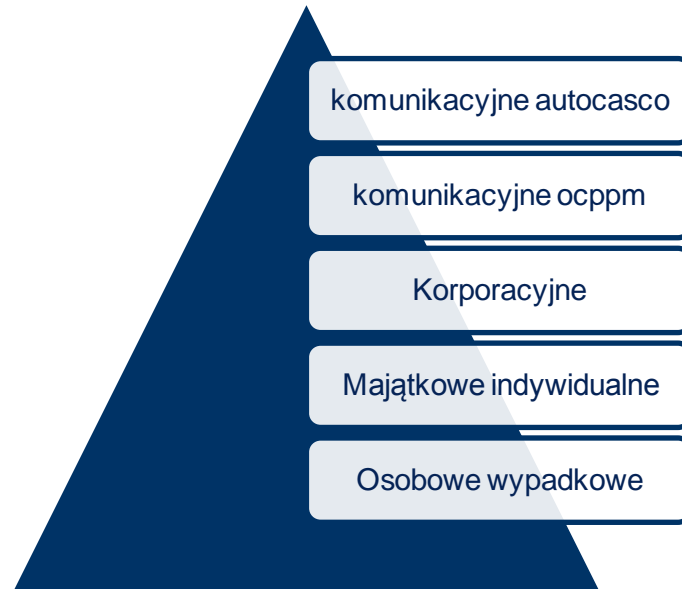 komunikacyjne autocasco
komunikacyjne ocppm
Korporacyjne
Majątkowe indywidualne
Osobowe wypadkowe